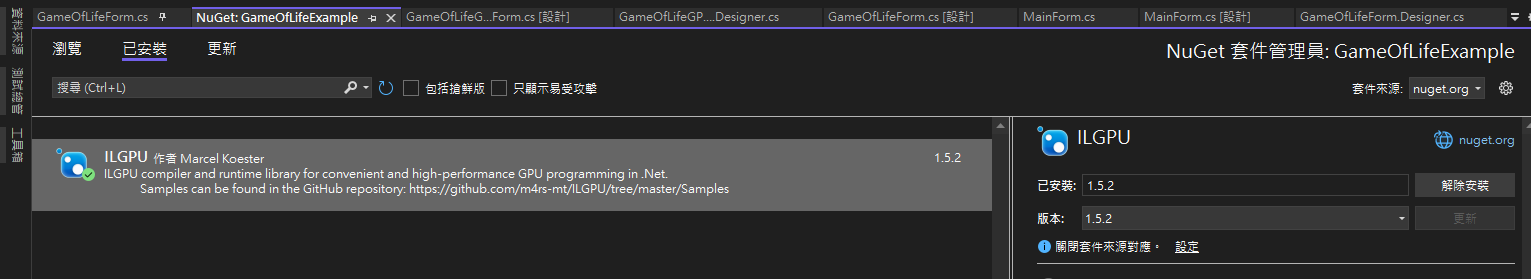 GameOfLifeForm.cs
NuGet: GameOfLifeExample
GameOfLifeG...Form.cs [設計]
GameOfLifeGP....Designer.cs
GameOfLifeForm.cs [設計]
MainForm.cs
MainForm.cs [設計]
GameOfLifeForm.Designer.cs
資料來源
測試總管
工具箱
瀏覽
已安裝
更新
NuGet 套件管理員: GameOfLifeExample
搜尋 (Ctrl+L)
包括搶鮮版
只顯示易受攻擊
套件來源:
nuget.org
ILGPU 作者 Marcel Koester
1.5.2
ILGPU compiler and runtime library for convenient and high-performance GPU programming in .Net.
Samples can be found in the GitHub repository: https://github.com/m4rs-mt/ILGPU/tree/master/Samples
ILGPU
nuget.org
已安裝:
1.5.2
解除安裝
版本:
1.5.2
更新
關閉套件來源對應。
設定